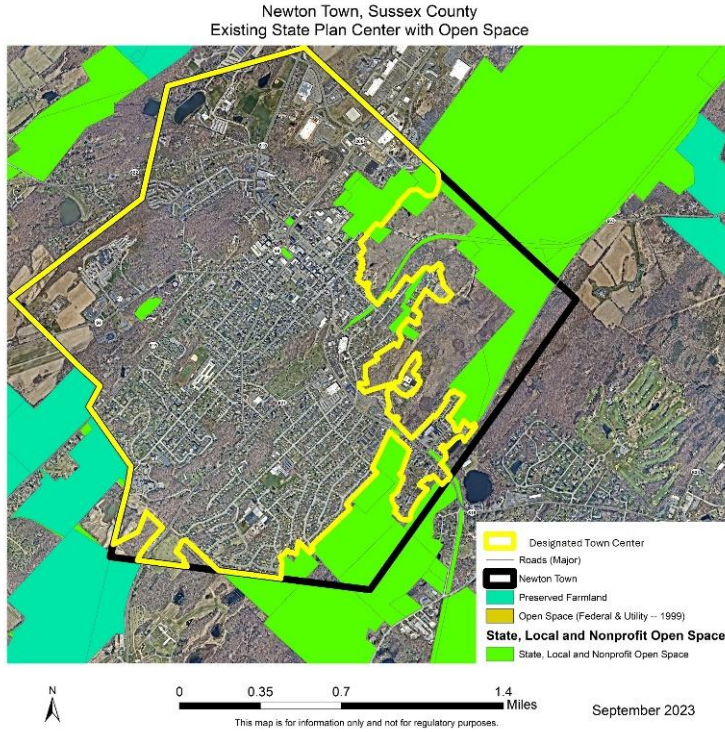 Newton Town, Sussex County
Existing State Plan Center with Open Space
Designated Town Center
Roads (Major)
Newton Town
Preserved Farmland
Open Space (Federal & Utility -- 1999)
State, Local and Nonprofit Open Space
State, Local and Nonprofit Open Space
N
0 0.35 0.7 1.4
Miles
This map is for information only and not for regulatory purposes.
September 2023